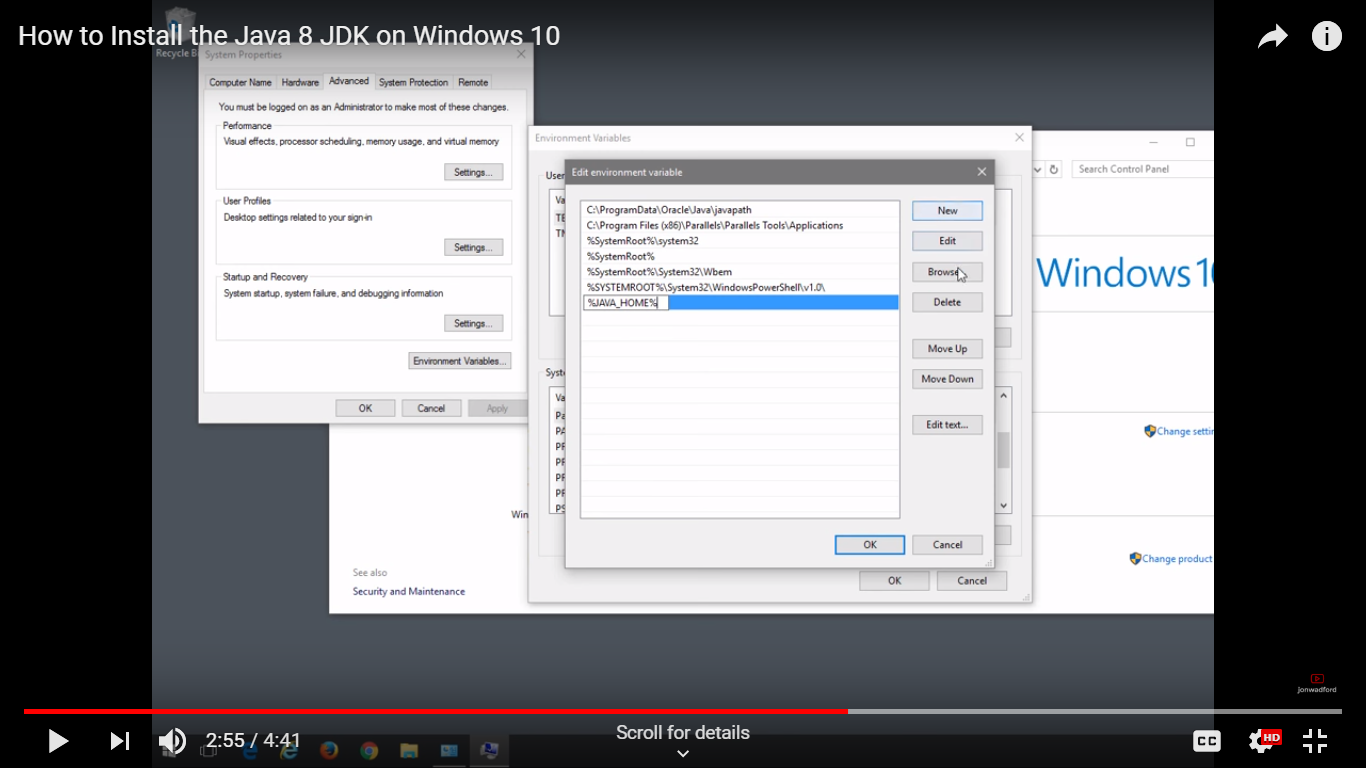 How to Install the Java 8 JDK on Windows 10
Recycle B
System Properties
Computer Name Hardware Advanced System Protection Remote
You must be logged on as an Administrator to make most of these changes.
Performance
Visual effects, processor scheduling, memory usage, and virtual memory
Settings...
User Profiles
Desktop settings related to your sign-in
Settings...
Startup and Recovery
System startup, system failure, and debugging information
Settings...
Environment Variables...
OK Cancel Apply
Environment Variables
User
Va
TE
TM
Edit environment variable
C:\ProgramData\Oracle\Java\javapath
C:\Program Files (x86)\Parallels\Parallels Tools\Applications
%SystemRoot%\system32
%SystemRoot%
%SystemRoot%\System32\Wbem
%SYSTEMROOT%\System32\WindowsPowerShell\v1.0\
%JAVA_HOME%
New
Edit
Browse
Delete
Move Up
Move Down
Edit text...
OK Cancel
Syste
Va
Pa
PA
PR
PR
PR
PR
PS
OK Cancel
Search Control Panel
Windows 10
Change settin
Change product
Win
See also
Security and Maintenance
jonwadford
2:55 / 4:41
Scroll for details
CC
HD